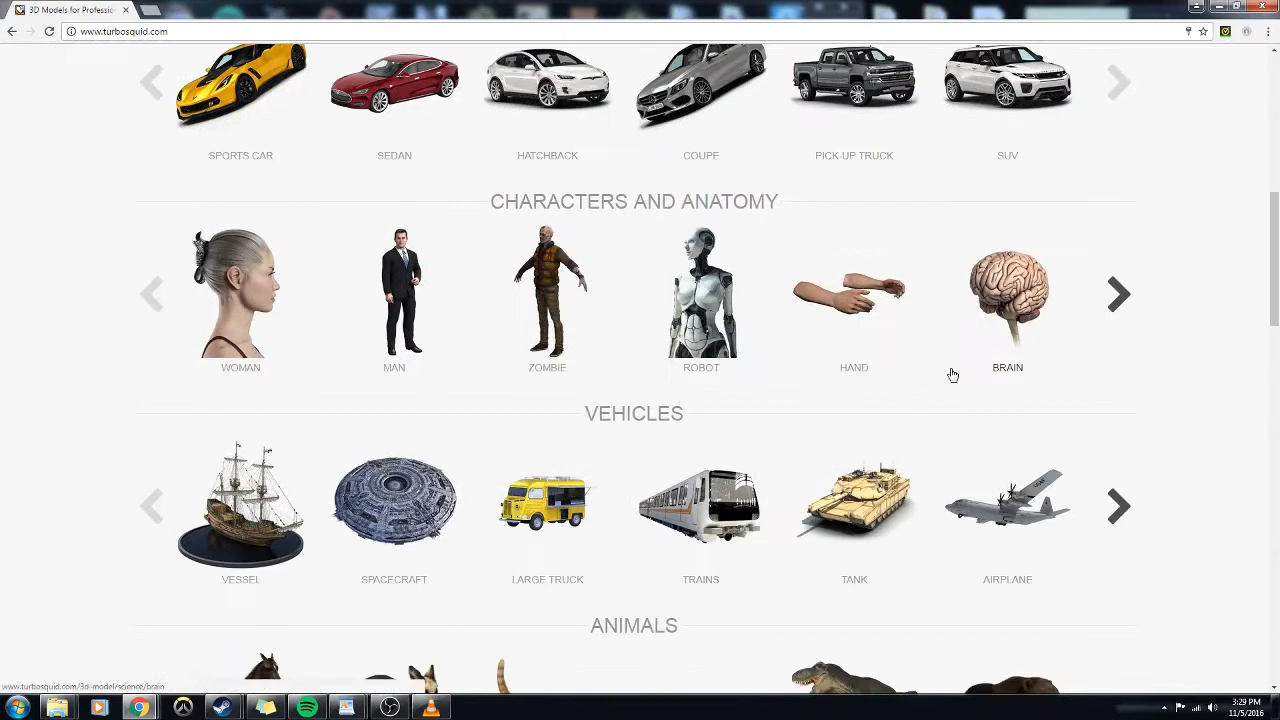 3D Models for Professio
www.turbosquid.com
SPORTS CAR
SEDAN
HATCHBACK
COUPE
PICK-UP TRUCK
SUV
CHARACTERS AND ANATOMY
WOMAN
MAN
ZOMBIE
ROBOT
HAND
BRAIN
VEHICLES
VESSEL
SPACECRAFT
LARGE TRUCK
TRAINS
TANK
AIRPLANE
ANIMALS
www.turbosquid.com/3d-model/science/brain
3:29 PM
11/5/2016